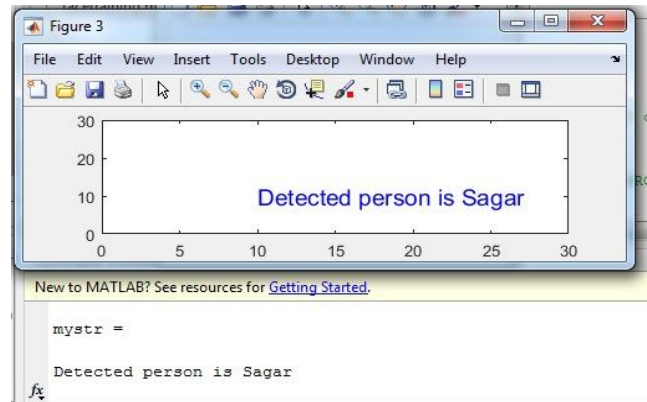 Figure 3
File Edit View Insert Tools Desktop Window Help
30
20
10
0
Detected person is Sagar
0 5 10 15 20 25 30
New to MATLAB? See resources for Getting Started.
mystr =
Detected person is Sagar
fx